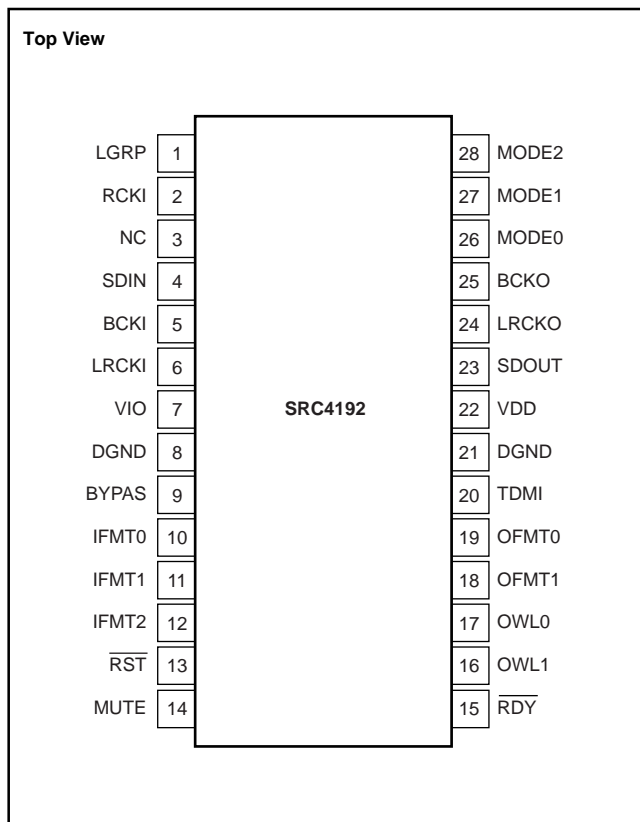 Top View
LGRP 1 28 MODE2
RCKI 2 27 MODE1
NC 3 26 MODE0
SDIN 4 25 BCKO
BCKI 5 24 LRCKO
LRCKI 6 23 SDOUT
VIO 7 SRC4192 22 VDD
DGND 8 21 DGND
BYPAS 9 20 TDMI
IFMT0 10 19 OFMT0
IFMT1 11 18 OFMT1
IFMT2 12 17 OWL0
R̅S̅T̅ 13 16 OWL1
MUTE 14 15 R̅D̅Y̅